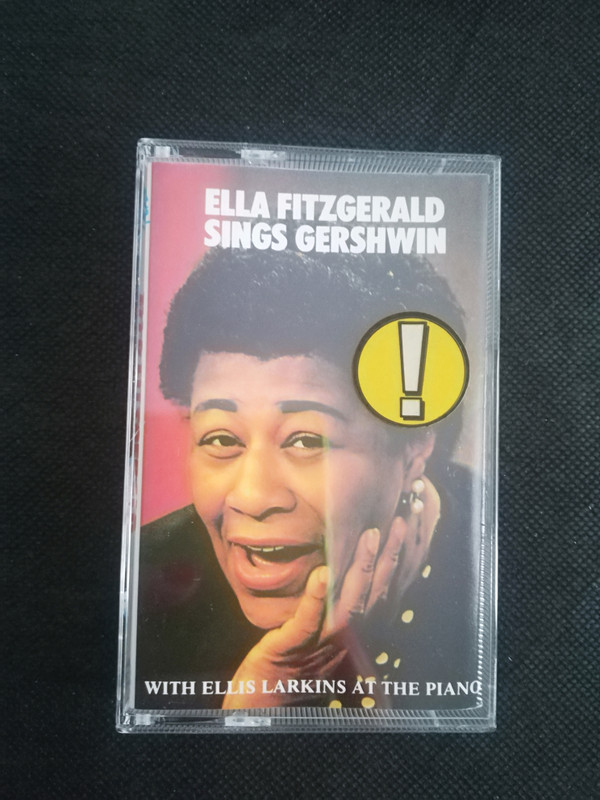 ELLA FITZGERALD
SINGS GERSHWIN
!
WITH ELLIS LARKINS AT THE PIANO